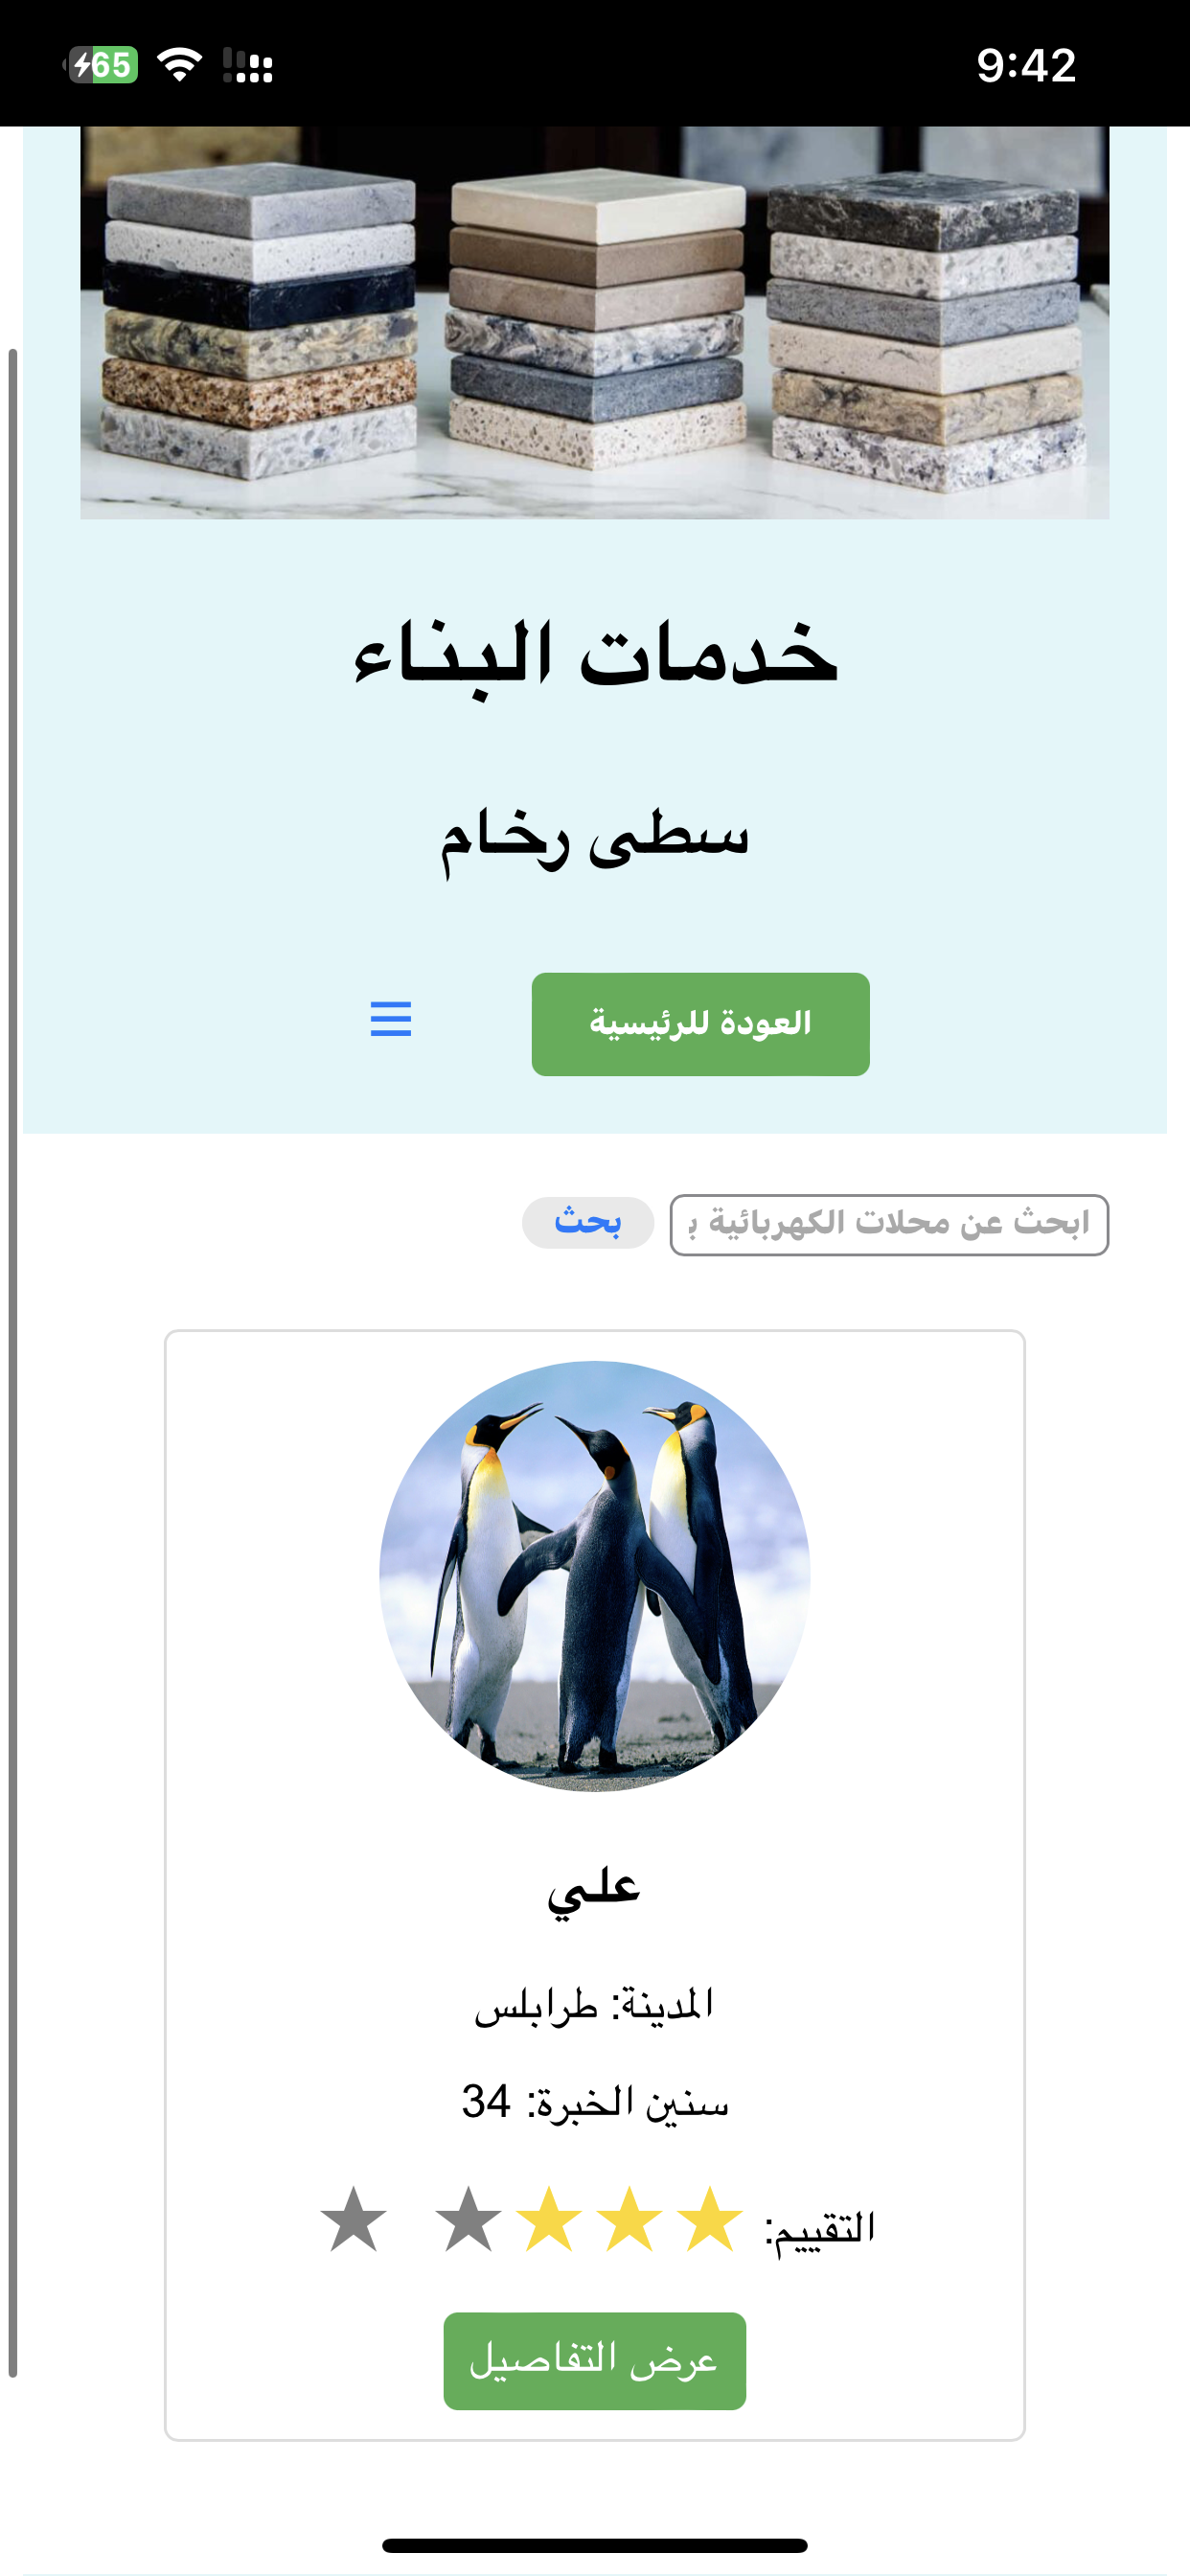 9:42
65
خدمات البناء
سطى رخام
العودة للرئيسية
ابحث عن محلات الكهربائية ب
بحث
علي
المدينة: طرابلس
سنين الخبرة: 34
التقييم:
عرض التفاصيل